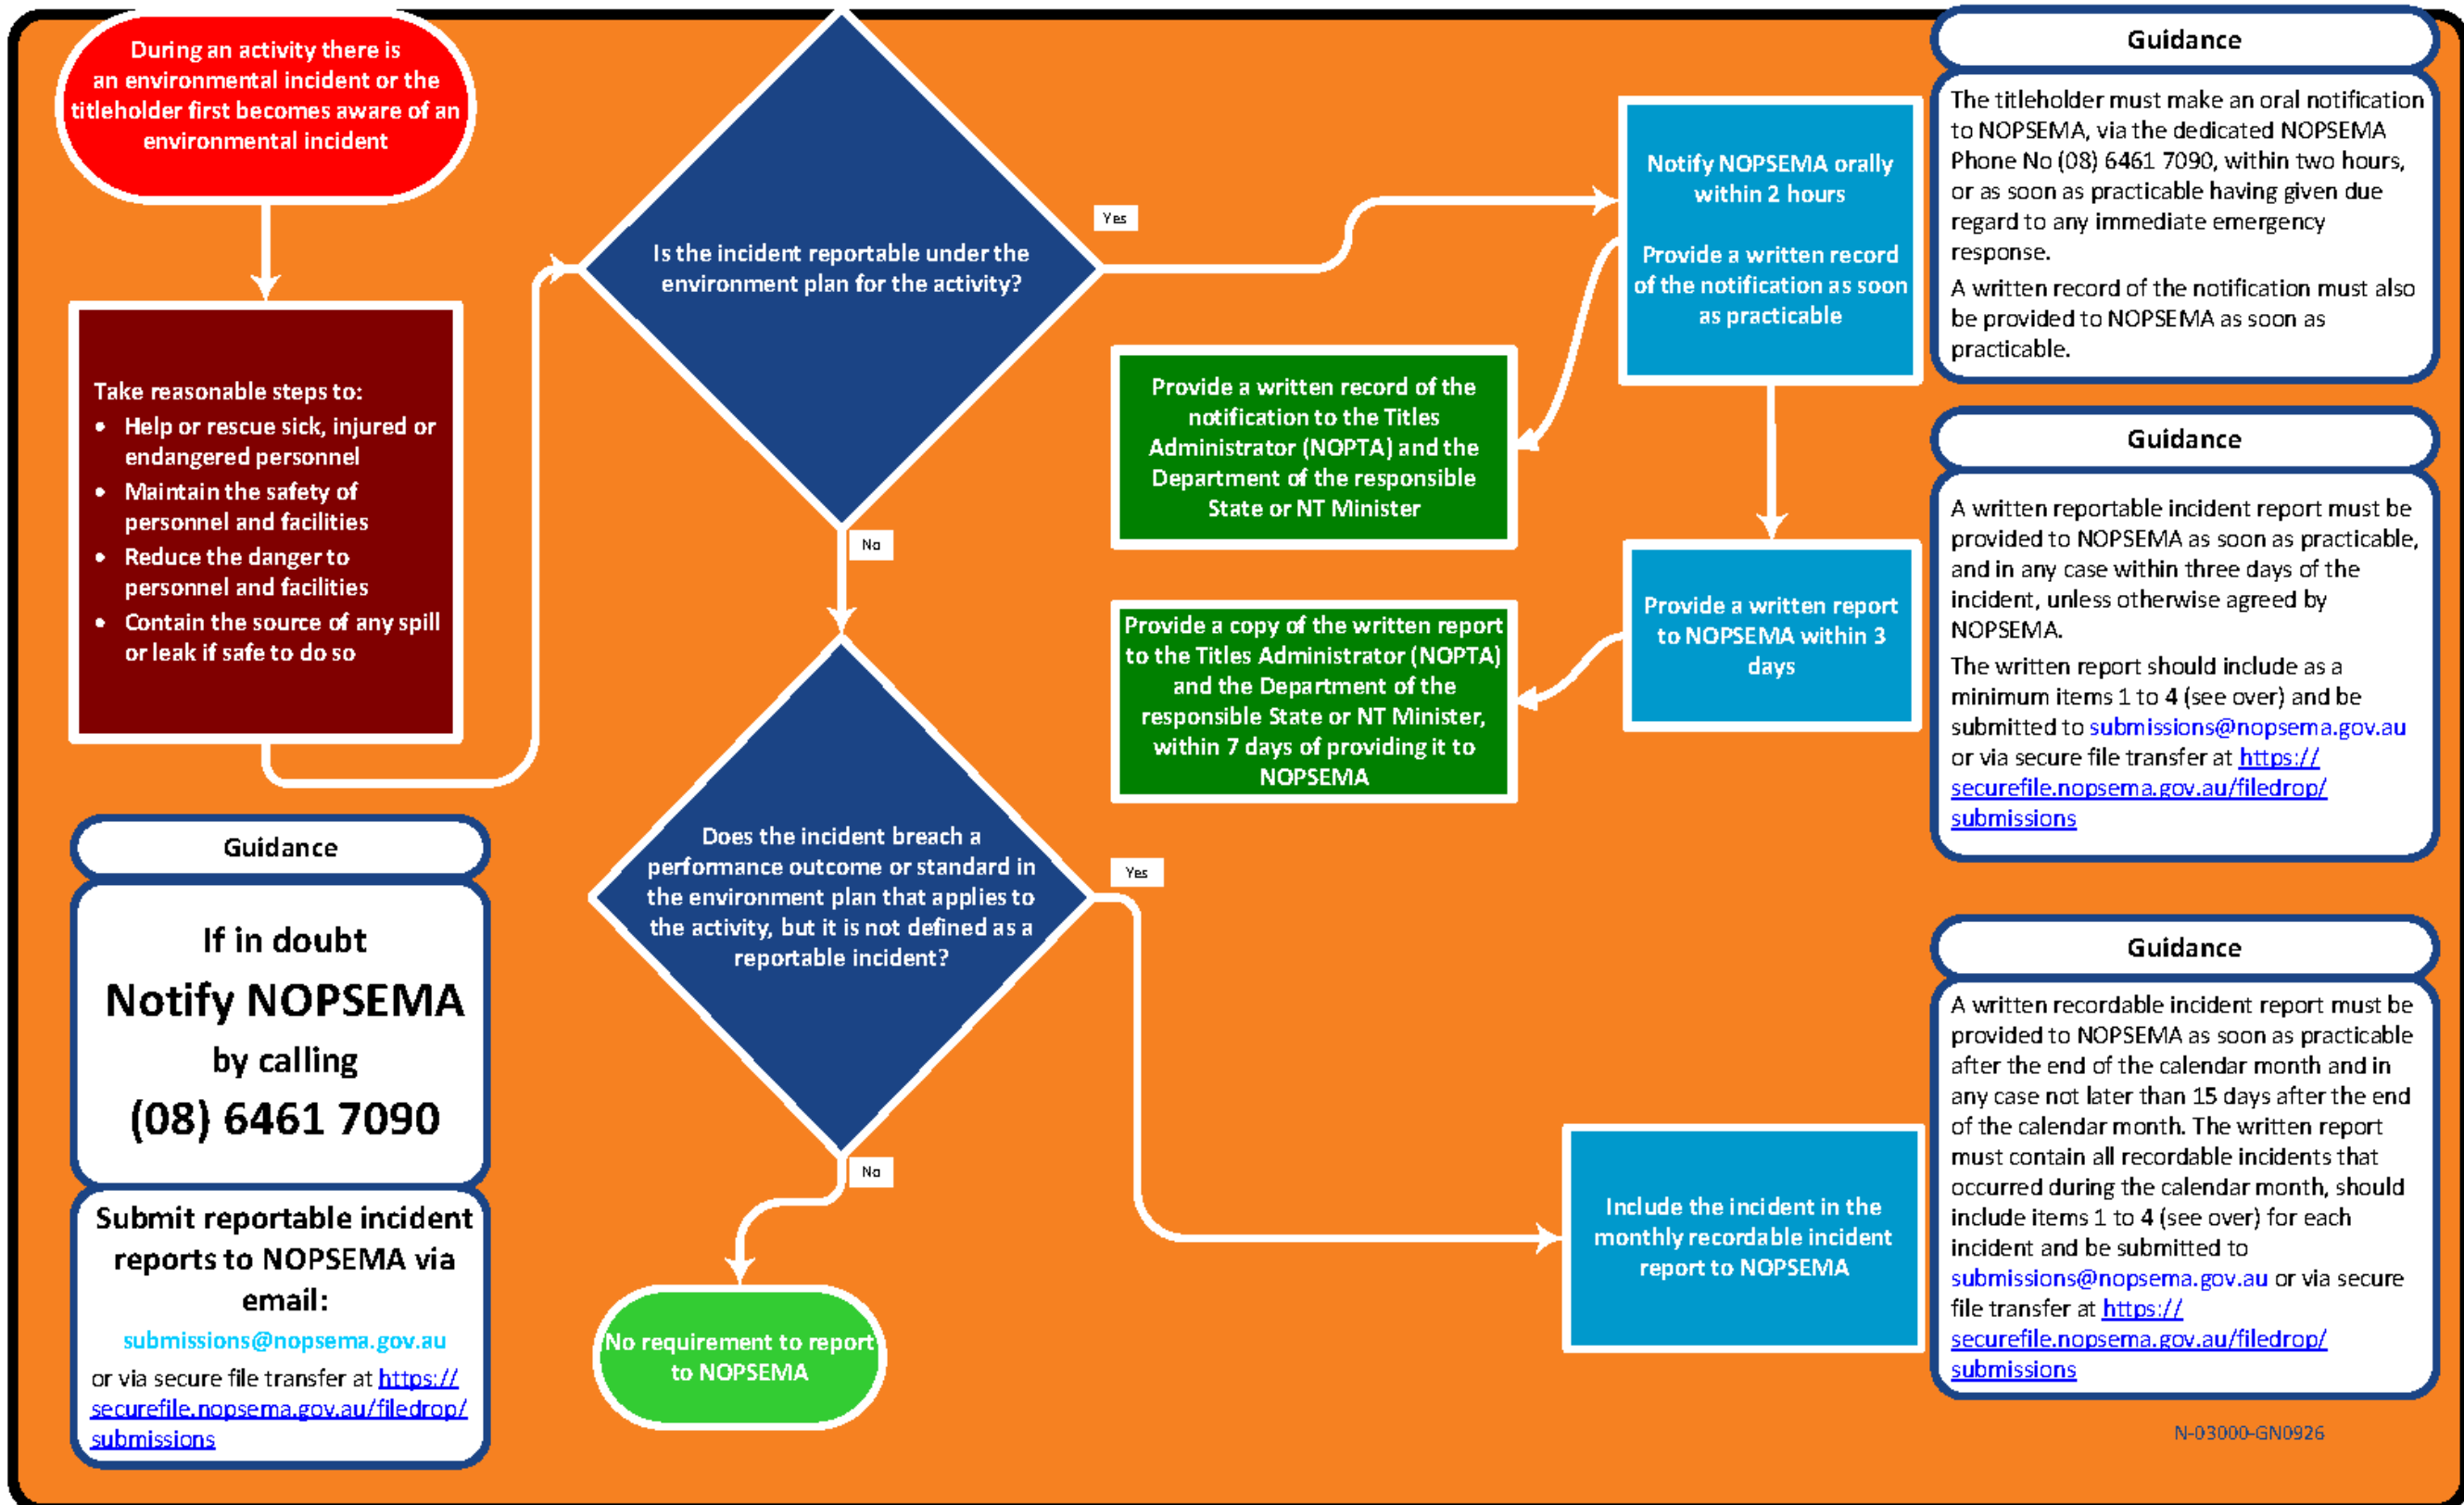 During an activity there is
an environmental incident or the
titleholder first becomes aware of an
environmental incident
Take reasonable steps to:
• Help or rescue sick, injured or
endangered personnel
• Maintain the safety of
personnel and facilities
• Reduce the danger to
personnel and facilities
• Contain the source of any spill
or leak if safe to do so
Guidance
If in doubt
Notify NOPSEMA
by calling
(08) 6461 7090
Submit reportable incident
reports to NOPSEMA via
email:
submissions@nopsema.gov.au
or via secure file transfer at https://
securefile.nopsema.gov.au/filedrop/
submissions
Is the incident reportable under the
environment plan for the activity?
Yes
No
Does the incident breach a
performance outcome or standard in
the environment plan that applies to
the activity, but it is not defined as a
reportable incident?
Yes
No
No requirement to report
to NOPSEMA
Notify NOPSEMA orally
within 2 hours
Provide a written record
of the notification as soon
as practicable
Provide a written record of the
notification to the Titles
Administrator (NOPTA) and the
Department of the responsible
State or NT Minister
Provide a written report
to NOPSEMA within 3
days
Provide a copy of the written report
to the Titles Administrator (NOPTA)
and the Department of the
responsible State or NT Minister,
within 7 days of providing it to
NOPSEMA
Include the incident in the
monthly recordable incident
report to NOPSEMA
Guidance
The titleholder must make an oral notification
to NOPSEMA, via the dedicated NOPSEMA
Phone No (08) 6461 7090, within two hours,
or as soon as practicable having given due
regard to any immediate emergency
response.
A written record of the notification must also
be provided to NOPSEMA as soon as
practicable.
Guidance
A written reportable incident report must be
provided to NOPSEMA as soon as practicable,
and in any case within three days of the
incident, unless otherwise agreed by
NOPSEMA.
The written report should include as a
minimum items 1 to 4 (see over) and be
submitted to submissions@nopsema.gov.au
or via secure file transfer at https://
securefile.nopsema.gov.au/filedrop/
submissions
Guidance
A written recordable incident report must be
provided to NOPSEMA as soon as practicable
after the end of the calendar month and in
any case not later than 15 days after the end
of the calendar month. The written report
must contain all recordable incidents that
occurred during the calendar month, should
include items 1 to 4 (see over) for each
incident and be submitted to
submissions@nopsema.gov.au or via secure
file transfer at https://
securefile.nopsema.gov.au/filedrop/
submissions
N-03000-GN0926